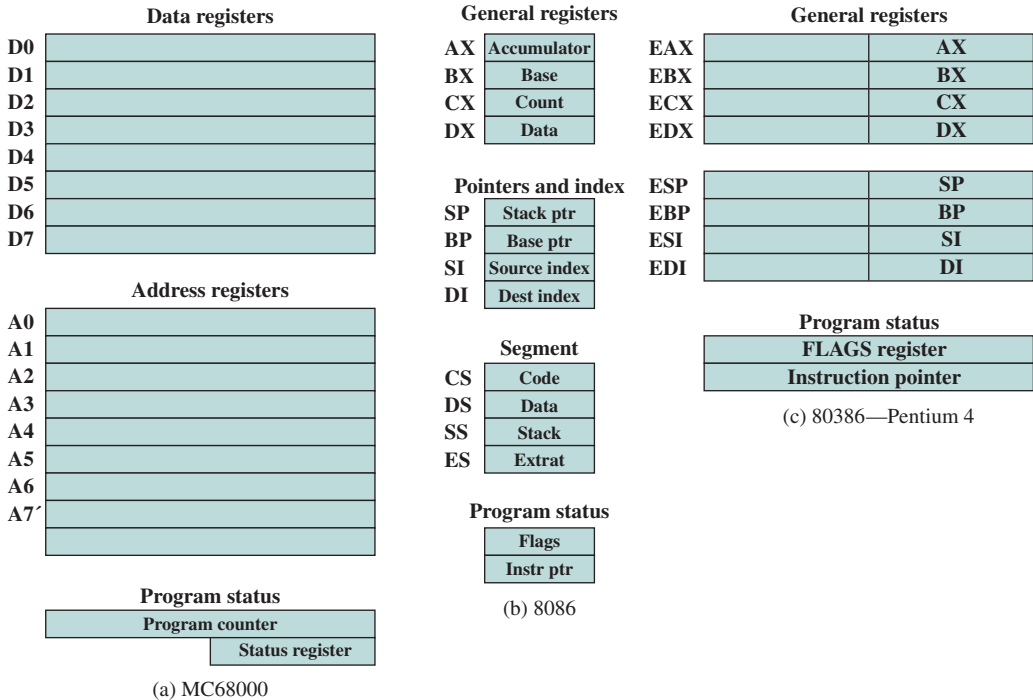 Data registers
D0
D1
D2
D3
D4
D5
D6
D7
Address registers
A0
A1
A2
A3
A4
A5
A6
A7´
Program status
Program counter
Status register
(a) MC68000
General registers
AX Accumulator
BX Base
CX Count
DX Data
Pointers and index
SP Stack ptr
BP Base ptr
SI Source index
DI Dest index
Segment
CS Code
DS Data
SS Stack
ES Extrat
Program status
Flags
Instr ptr
(b) 8086
General registers
EAX AX
EBX BX
ECX CX
EDX DX
ESP SP
EBP BP
ESI SI
EDI DI
Program status
FLAGS register
Instruction pointer
(c) 80386—Pentium 4